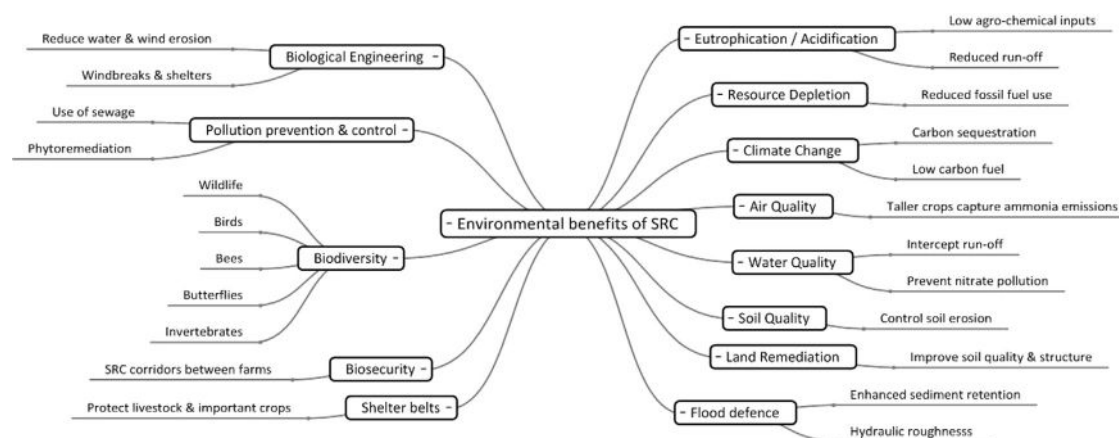 Environmental benefits of SRC
Biological Engineering
Reduce water & wind erosion
Windbreaks & shelters
Pollution prevention & control
Use of sewage
Phytoremediation
Biodiversity
Wildlife
Birds
Bees
Butterflies
Invertebrates
Biosecurity
SRC corridors between farms
Shelter belts
Protect livestock & important crops
Eutrophication / Acidification
Low agro-chemical inputs
Reduced run-off
Resource Depletion
Reduced fossil fuel use
Climate Change
Carbon sequestration
Low carbon fuel
Air Quality
Taller crops capture ammonia emissions
Water Quality
Intercept run-off
Prevent nitrate pollution
Soil Quality
Control soil erosion
Land Remediation
Improve soil quality & structure
Flood defence
Enhanced sediment retention
Hydraulic roughnesss